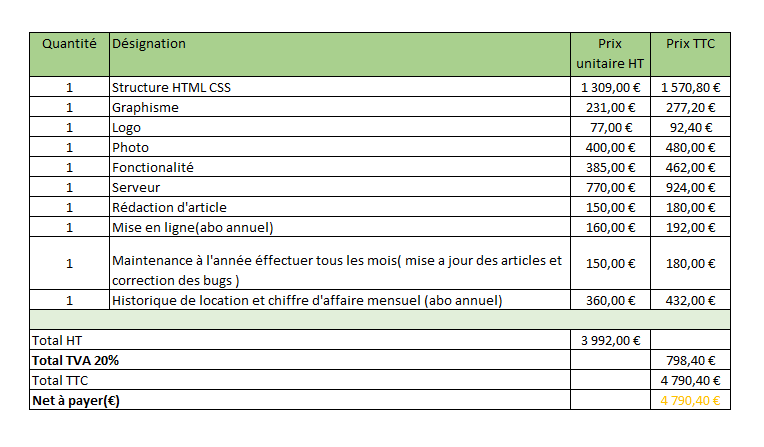 Quantité Désignation Prix unitaire HT Prix TTC
1 Structure HTML CSS 1 309,00 € 1 570,80 €
1 Graphisme 231,00 € 277,20 €
1 Logo 77,00 € 92,40 €
1 Photo 400,00 € 480,00 €
1 Fonctionalité 385,00 € 462,00 €
1 Serveur 770,00 € 924,00 €
1 Rédaction d'article 150,00 € 180,00 €
1 Mise en ligne(abo annuel) 160,00 € 192,00 €
1 Maintenance à l'année éffectuer tous les mois( mise a jour des articles et
correction des bugs ) 150,00 € 180,00 €
1 Historique de location et chiffre d'affaire mensuel (abo annuel) 360,00 € 432,00 €
Total HT 3 992,00 €
Total TVA 20% 798,40 €
Total TTC 4 790,40 €
Net à payer(€) 4 790,40 €